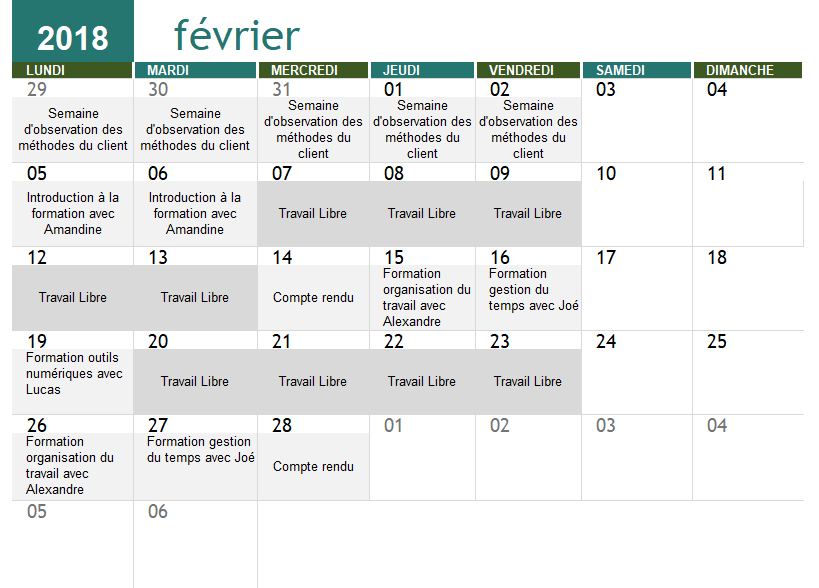 2018 février
LUNDI MARDI MERCREDI JEUDI VENDREDI SAMEDI DIMANCHE
29 30 31 01 02 03 04
Semaine
d'observation des
méthodes du client
Semaine
d'observation des
méthodes du client
Semaine
d'observation des
méthodes du
client
Semaine
d'observation des
méthodes du
client
Semaine
d'observation des
méthodes du
client
05 06 07 08 09 10 11
Introduction à la
formation avec
Amandine
Introduction à la
formation avec
Amandine
Travail Libre
Travail Libre
Travail Libre
12 13 14 15 16 17 18
Travail Libre
Travail Libre
Compte rendu
Formation
organisation du
travail avec
Alexandre
Formation
gestion du
temps avec Joé
19 20 21 22 23 24 25
Formation outils
numériques avec
Lucas
Travail Libre
Travail Libre
Travail Libre
Travail Libre
26 27 28 01 02 03 04
Formation
organisation du
travail avec
Alexandre
Formation gestion
du temps avec Joé
Compte rendu
05 06